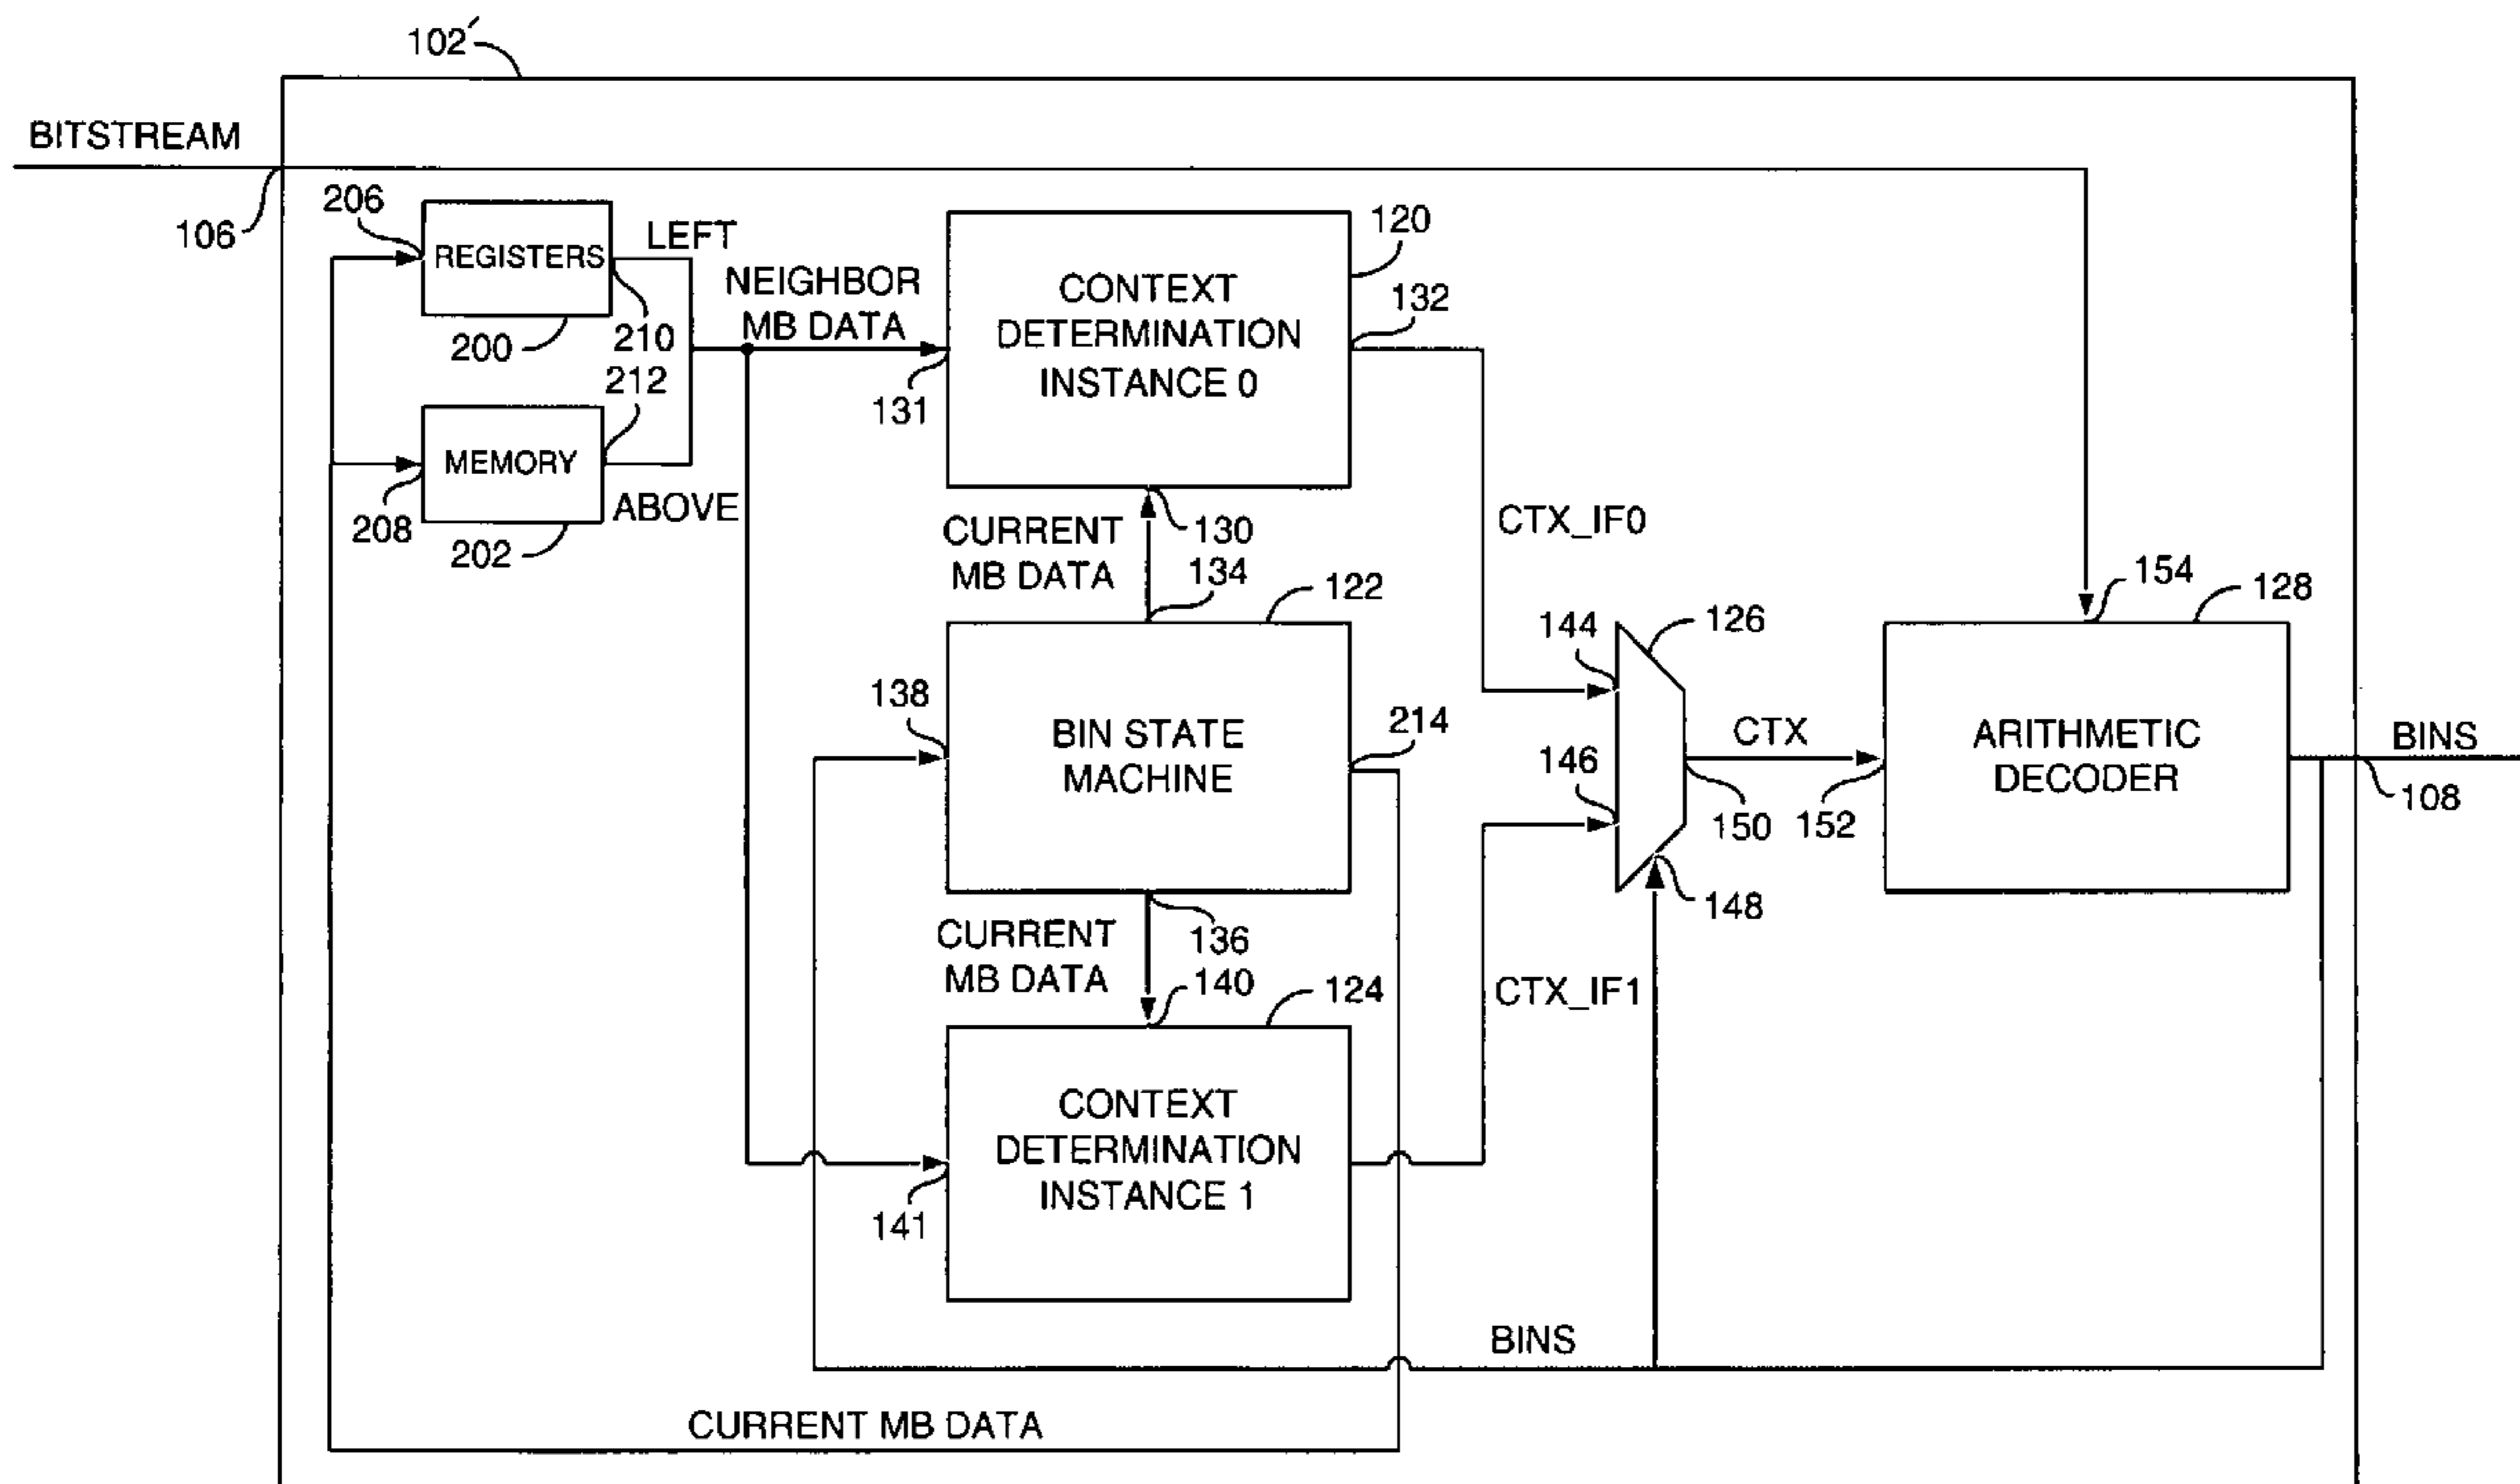 102'
BITSTREAM
106
206
REGISTERS
LEFT
200
210
NEIGHBOR
MB DATA
212
MEMORY
208
202
ABOVE
131
CONTEXT
DETERMINATION
INSTANCE 0
120
132
CURRENT
MB DATA
130
134
122
CTX_IF0
138
BIN STATE
MACHINE
214
144
126
146
148
150
CTX
152
154
128
ARITHMETIC
DECODER
BINS
108
CURRENT
MB DATA
136
140
124
CTX_IF1
CONTEXT
DETERMINATION
INSTANCE 1
141
BINS
CURRENT MB DATA